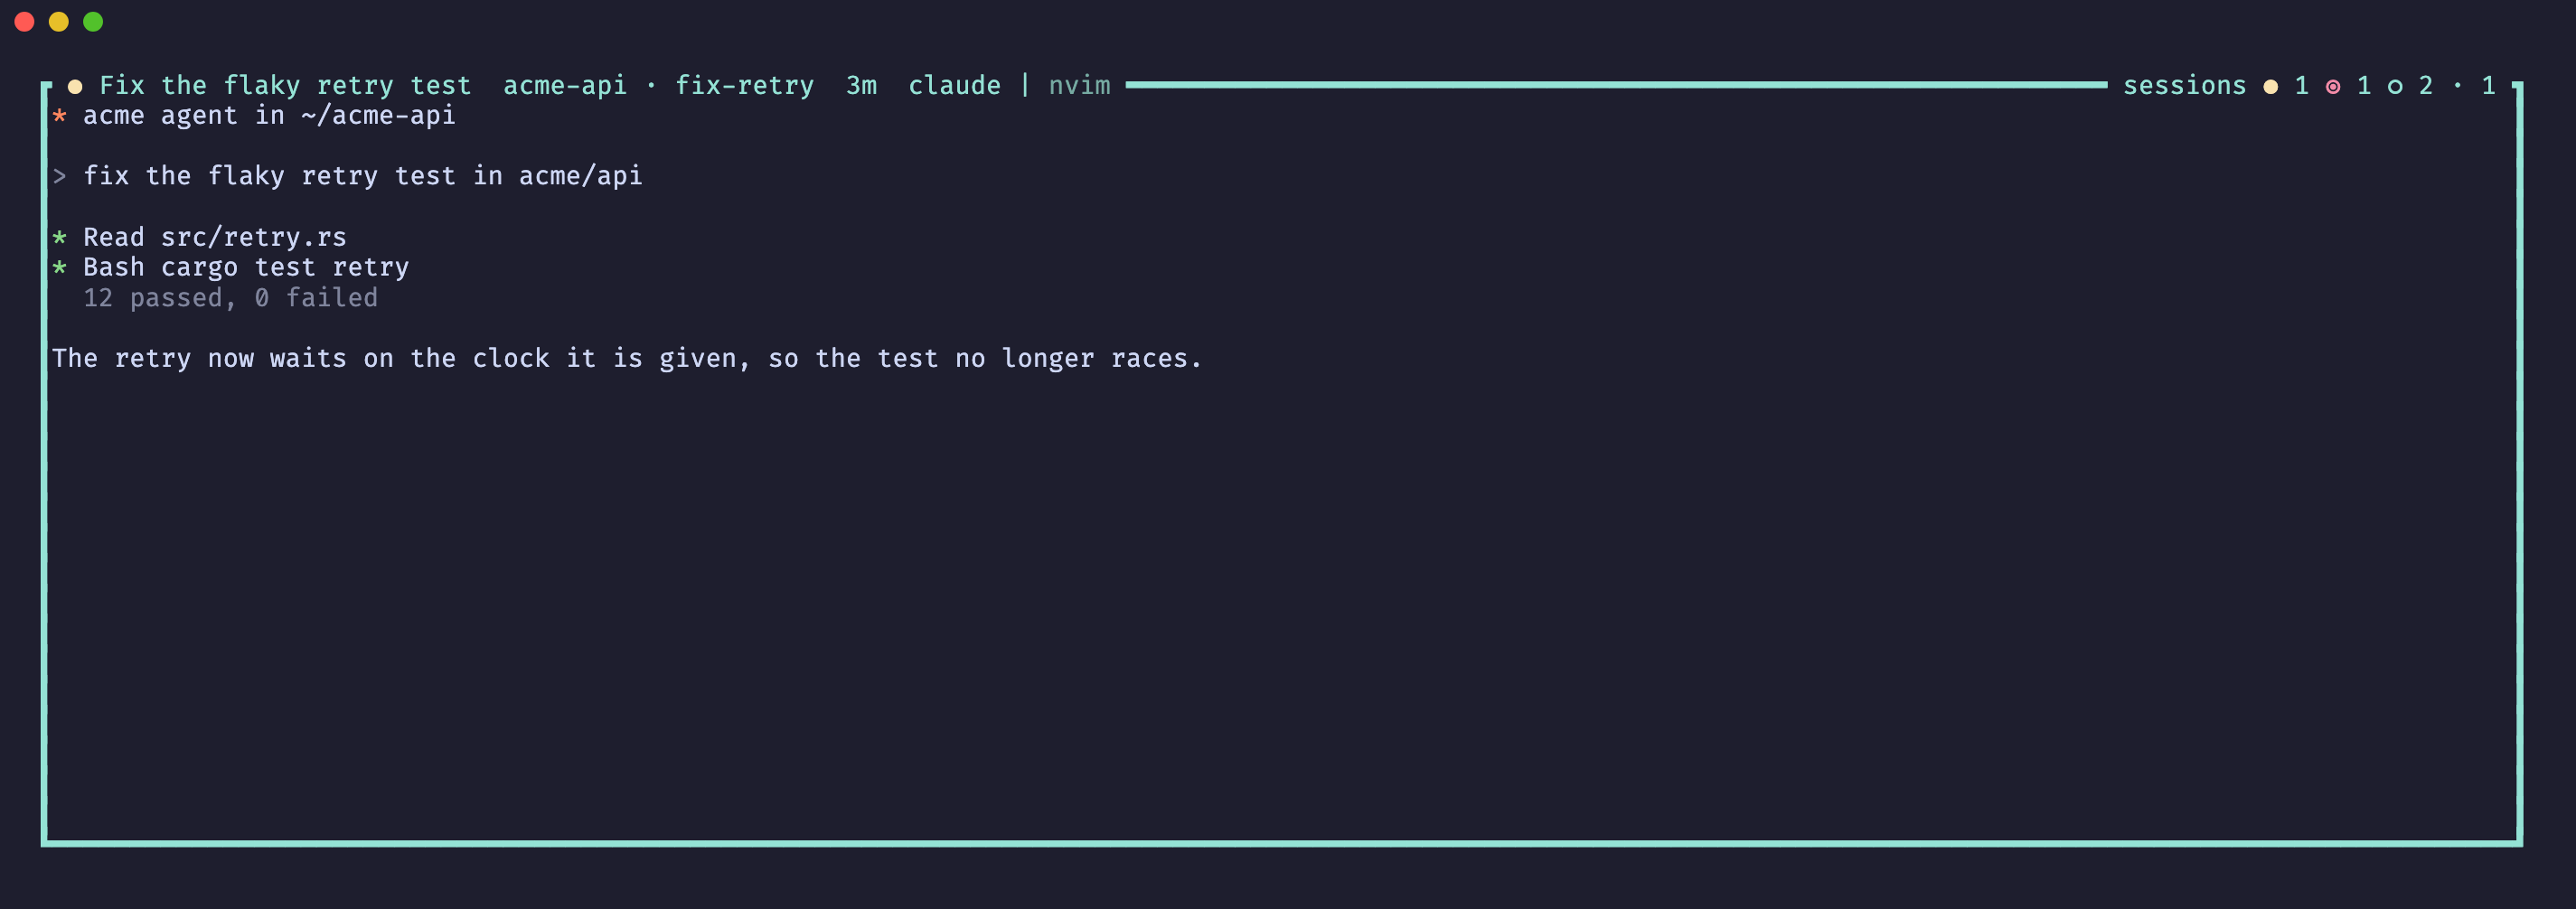 ● Fix the flaky retry test  acme-api · fix-retry  3m  claude | nvim  sessions ● 1 ◉ 1 ○ 2 · 1
* acme agent in ~/acme-api
> fix the flaky retry test in acme/api
* Read src/retry.rs
* Bash cargo test retry
12 passed, 0 failed
The retry now waits on the clock it is given, so the test no longer races.